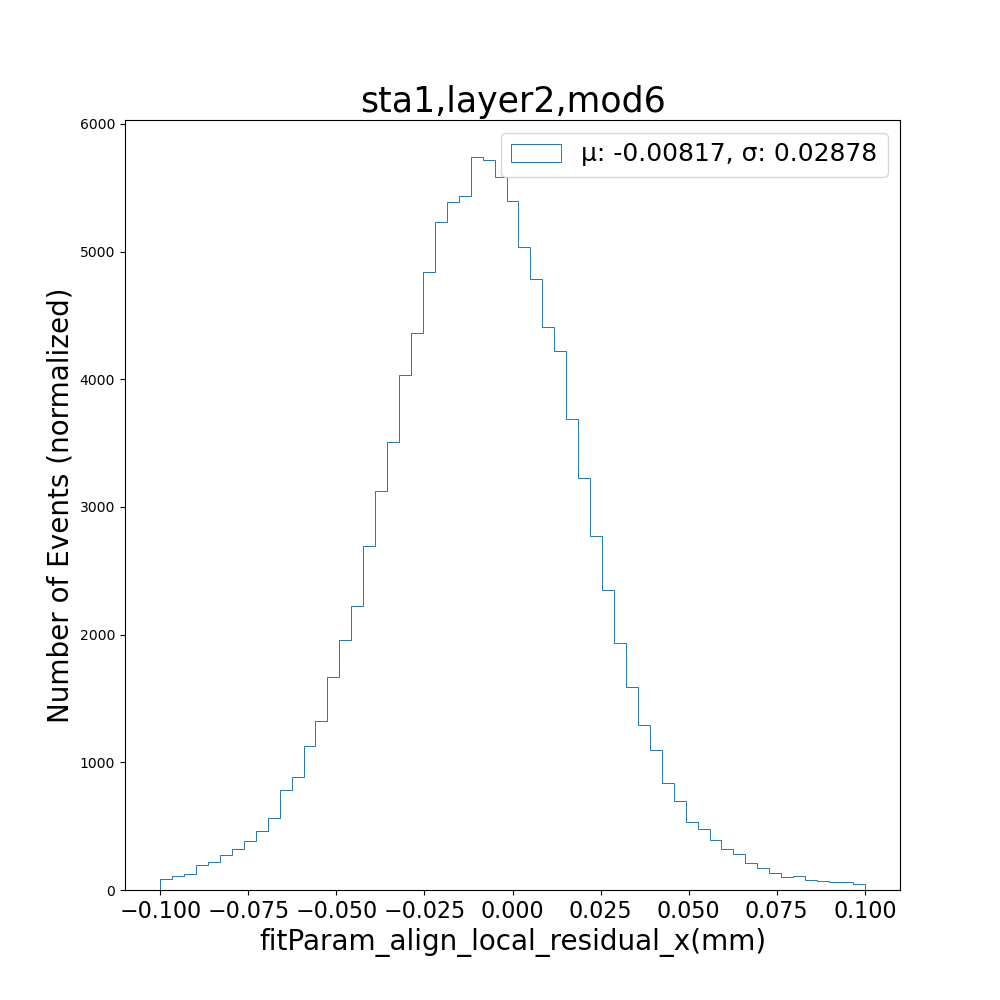 sta1,layer2,mod6
μ: -0.00817, σ: 0.02878
Number of Events (normalized)
6000
5000
4000
3000
2000
1000
0
−0.100 −0.075 −0.050 −0.025 0.000 0.025 0.050 0.075 0.100
fitParam_align_local_residual_x(mm)